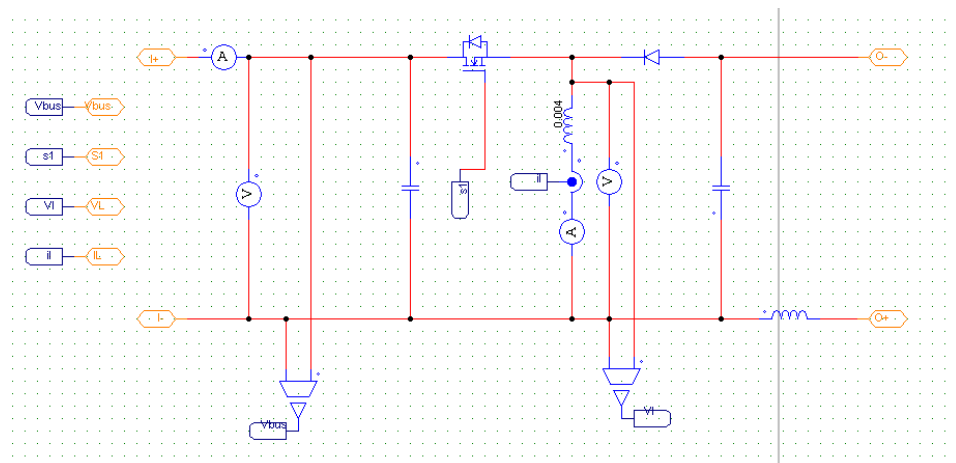 I+
A
O-
Vbus
Vbus
s1
S1
0.004
V
s1
il
V
Vl
VL
A
il
IL
I-
O+
Vbus
Vl